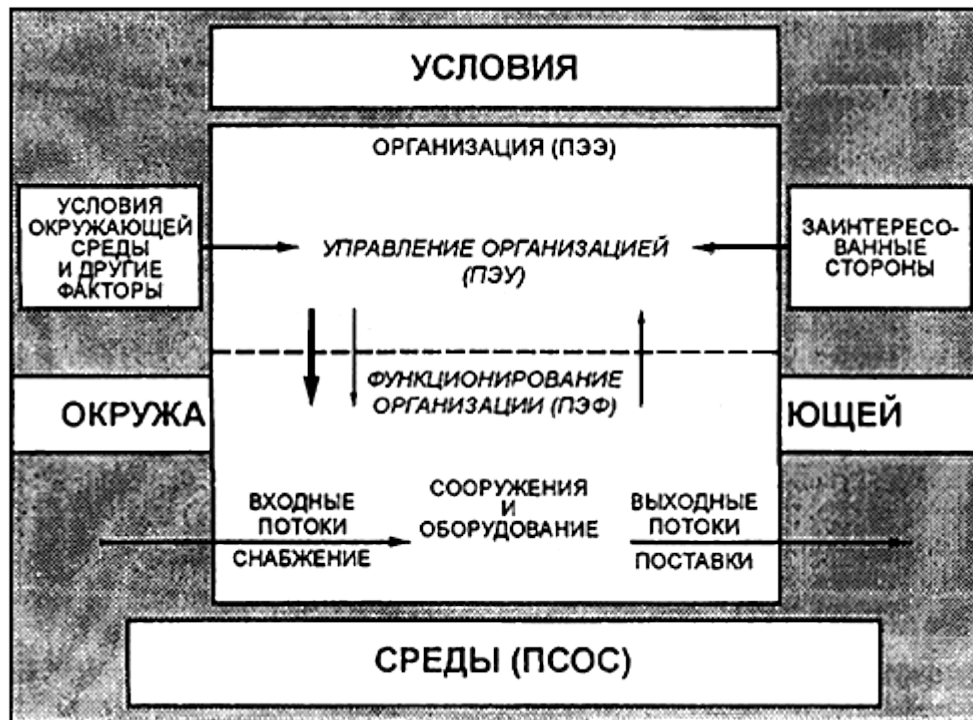 УСЛОВИЯ
ОРГАНИЗАЦИЯ (ПЭЭ)
УСЛОВИЯ
ОКРУЖАЮЩЕЙ
СРЕДЫ
И ДРУГИЕ
ФАКТОРЫ
УПРАВЛЕНИЕ ОРГАНИЗАЦИЕЙ
(ПЭУ)
ЗАИНТЕРЕСО-
ВАННЫЕ
СТОРОНЫ
ФУНКЦИОНИРОВАНИЕ
ОРГАНИЗАЦИИ (ПЭФ)
ОКРУЖА
ЮЩЕЙ
ВХОДНЫЕ
ПОТОКИ
СНАБЖЕНИЕ
СООРУЖЕНИЯ
И
ОБОРУДОВАНИЕ
ВЫХОДНЫЕ
ПОТОКИ
ПОСТАВКИ
СРЕДЫ (ПСОС)